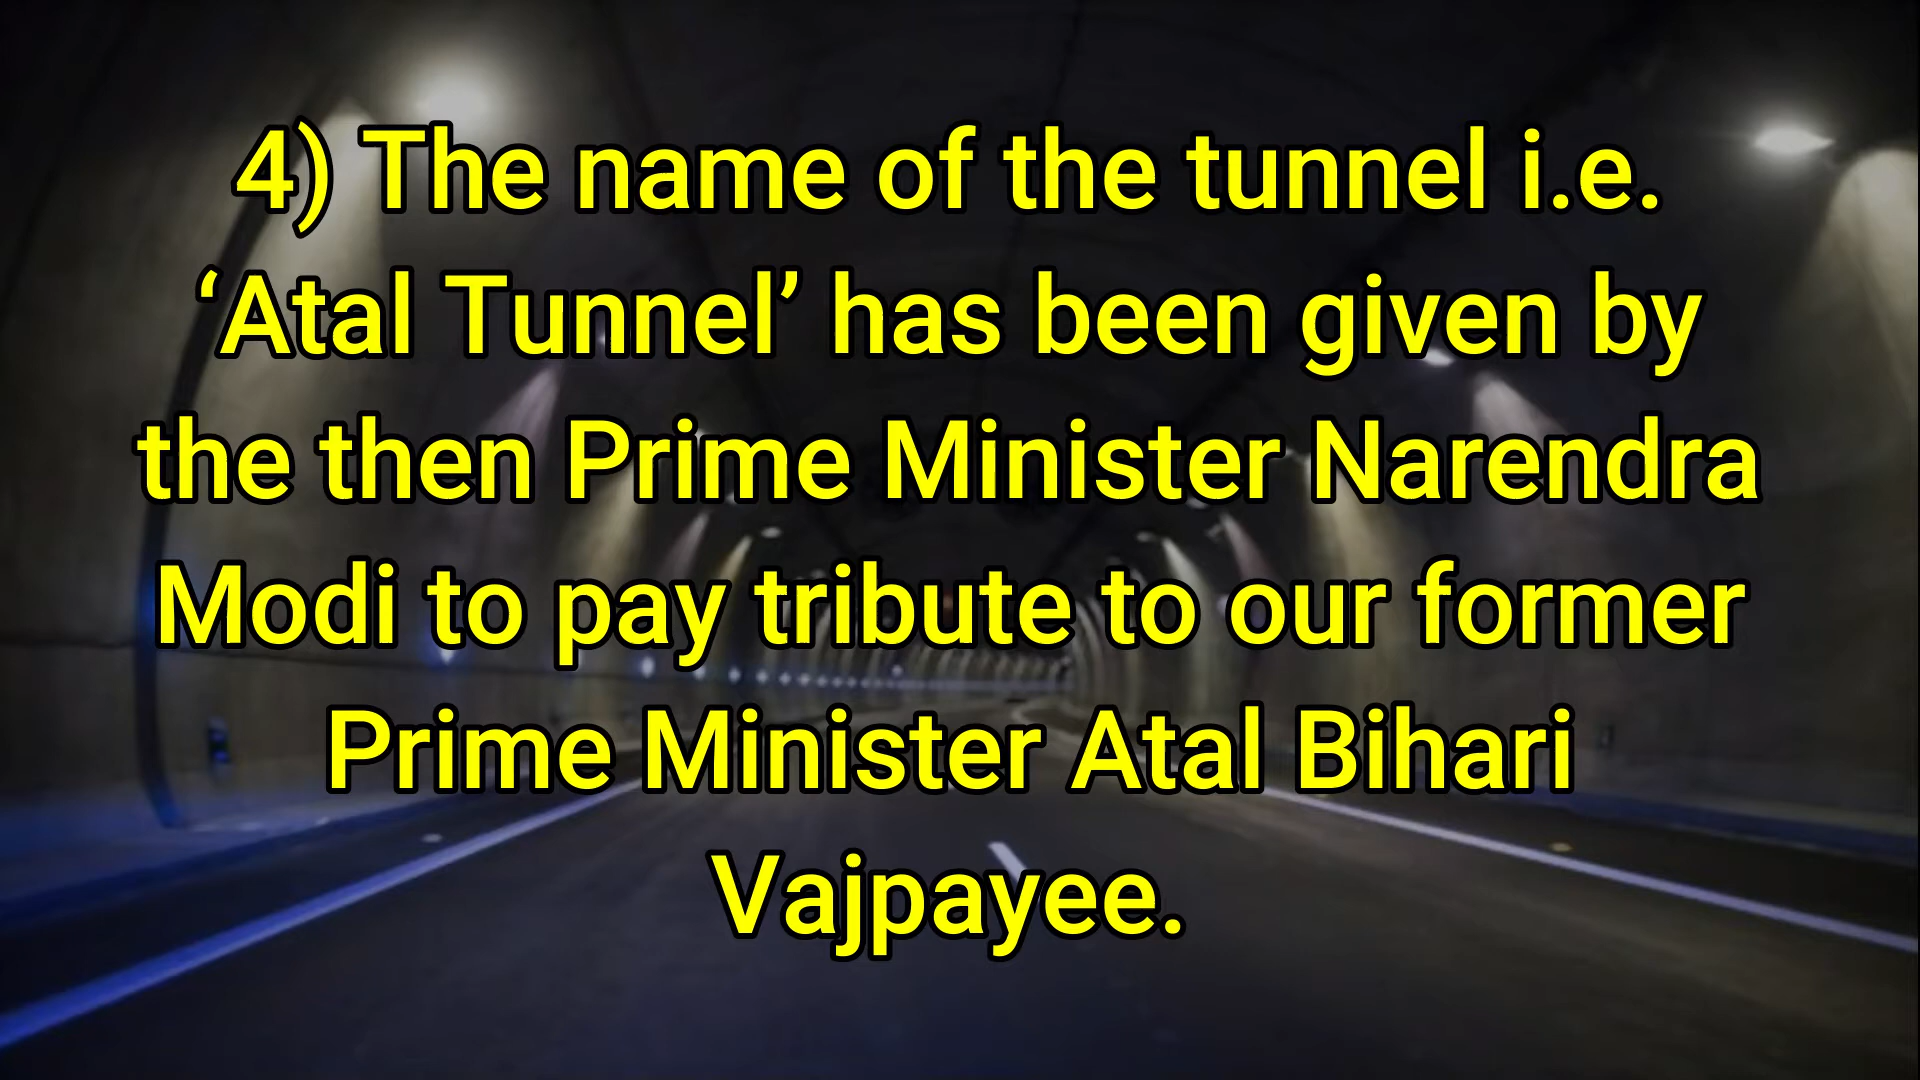 4) The name of the tunnel i.e.
‘Atal Tunnel’ has been given by
the then Prime Minister Narendra
Modi to pay tribute to our former
Prime Minister Atal Bihari
Vajpayee.